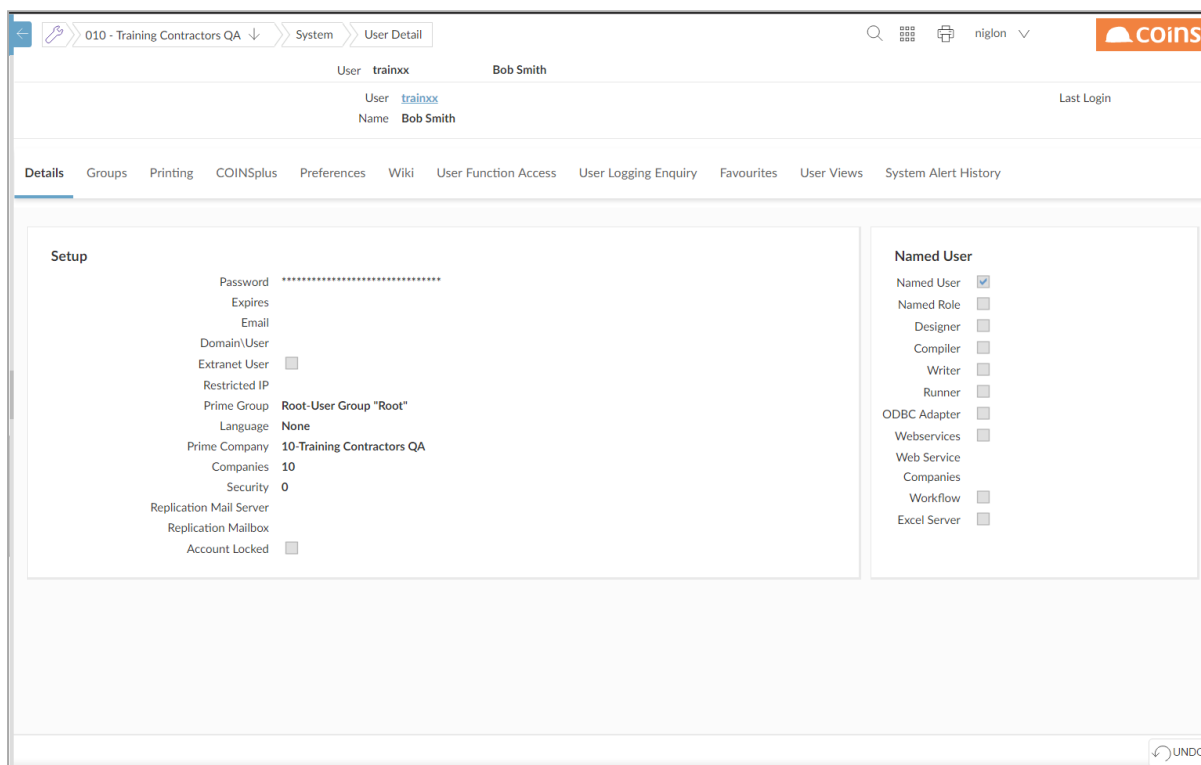 010 - Training Contractors QA System User Detail niglon coins
User trainxx Bob Smith
User trainxx Last Login
Name Bob Smith
Details Groups Printing COINSplus Preferences Wiki User Function Access User Logging Enquiry Favourites User Views System Alert History
Setup
Password ********************************
Expires
Email
Domain\User
Extranet User
Restricted IP
Prime Group Root-User Group "Root"
Language None
Prime Company 10-Training Contractors QA
Companies 10
Security 0
Replication Mail Server
Replication Mailbox
Account Locked
Named User
Named User
Named Role
Designer
Compiler
Writer
Runner
ODBC Adapter
Webservices
Web Service
Companies
Workflow
Excel Server
UNDO